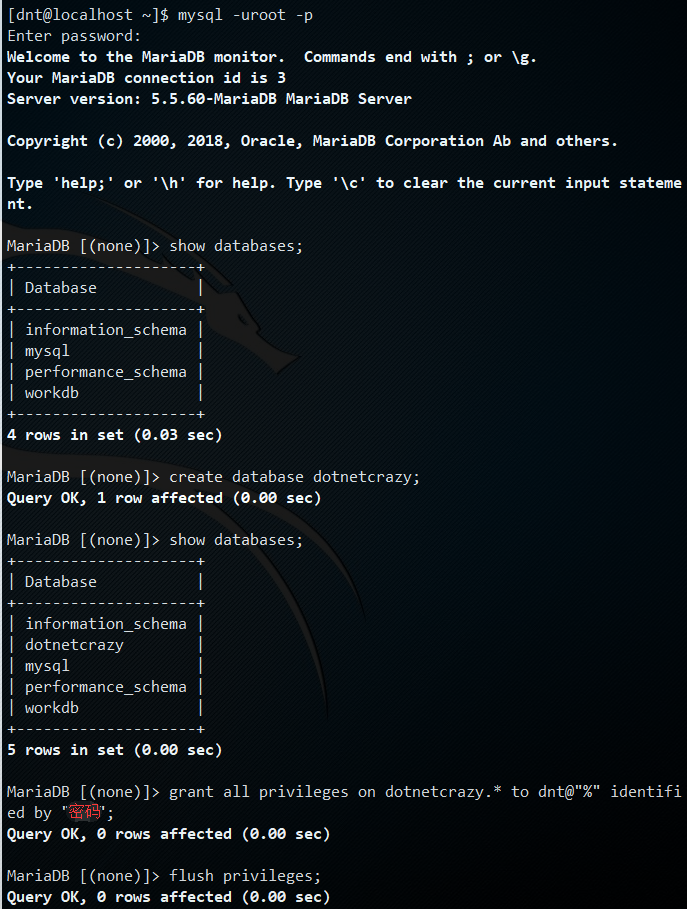 [dnt@localhost ~]$ mysql -uroot -p
Enter password:
Welcome to the MariaDB monitor.  Commands end with ; or \g.
Your MariaDB connection id is 3
Server version: 5.5.60-MariaDB MariaDB Server

Copyright (c) 2000, 2018, Oracle, MariaDB Corporation Ab and others.

Type 'help;' or '\h' for help. Type '\c' to clear the current input stateme
nt.

MariaDB [(none)]> show databases;
+--------------------+
| Database           |
+--------------------+
| information_schema |
| mysql              |
| performance_schema |
| workdb             |
+--------------------+
4 rows in set (0.03 sec)

MariaDB [(none)]> create database dotnetcrazy;
Query OK, 1 row affected (0.00 sec)

MariaDB [(none)]> show databases;
+--------------------+
| Database           |
+--------------------+
| information_schema |
| dotnetcrazy        |
| mysql              |
| performance_schema |
| workdb             |
+--------------------+
5 rows in set (0.00 sec)

MariaDB [(none)]> grant all privileges on dotnetcrazy.* to dnt@"%" identifi
ed by "密码";
Query OK, 0 rows affected (0.00 sec)

MariaDB [(none)]> flush privileges;
Query OK, 0 rows affected (0.00 sec)